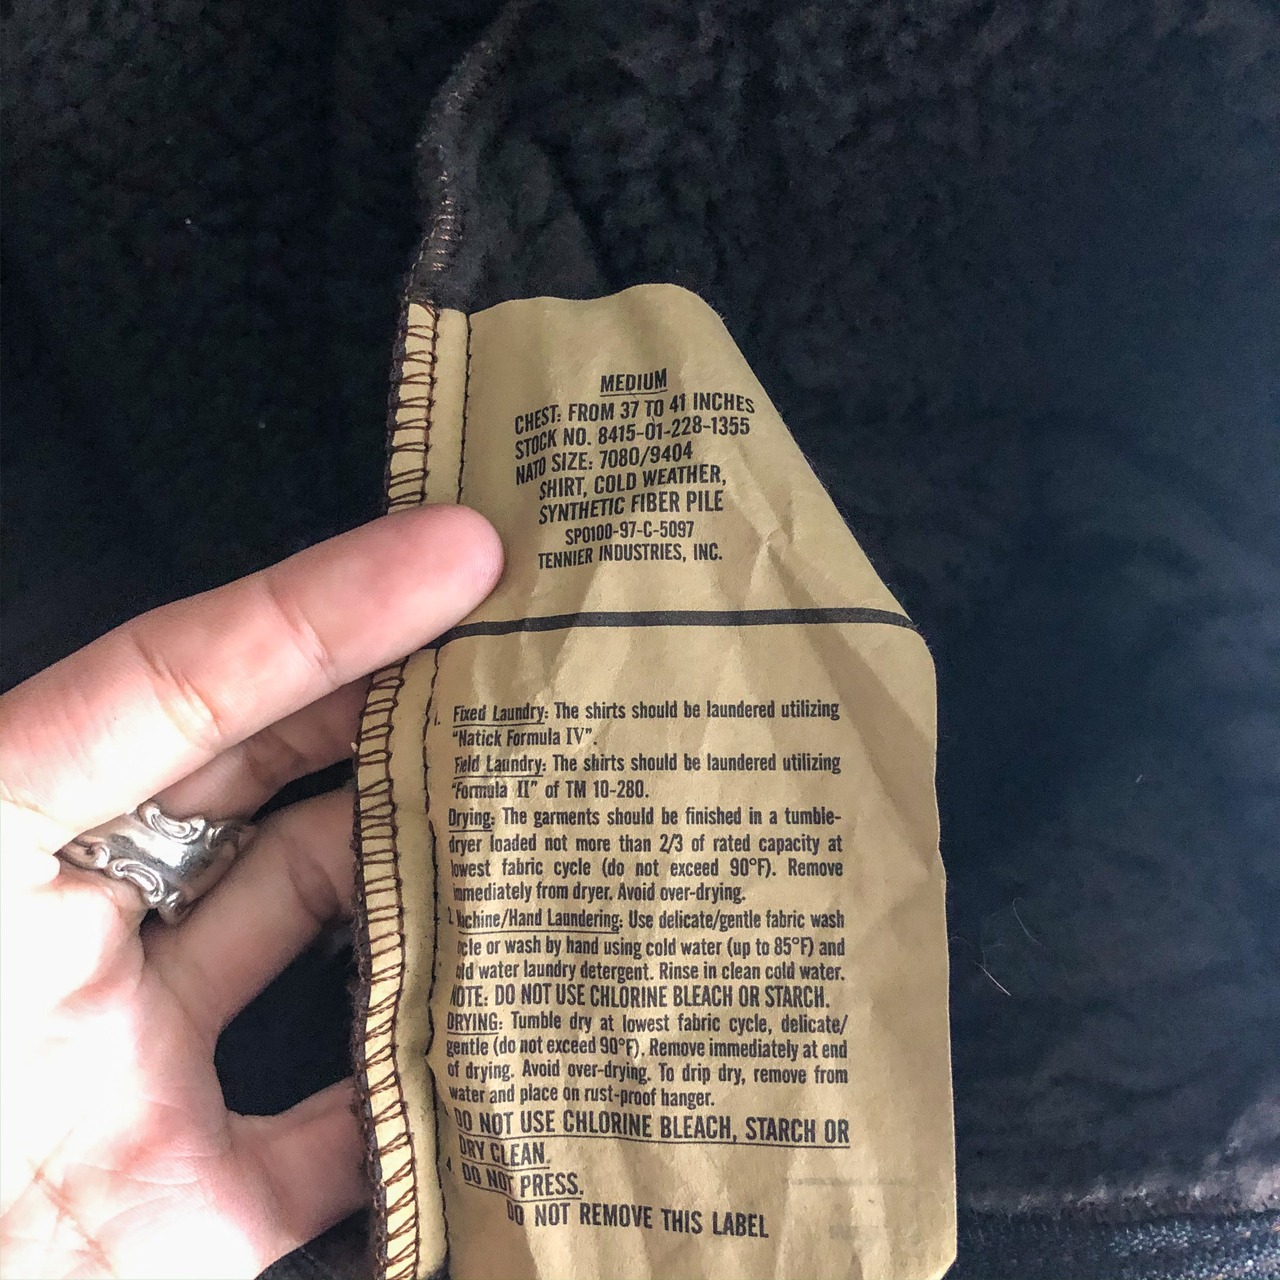 MEDIUM
CHEST: FROM 37 TO 41 INCHES
STOCK NO. 8415-01-228-1355
NATO SIZE: 7080/9404
SHIRT, COLD WEATHER,
SYNTHETIC FIBER PILE
SPO100-97-C-5097
TENNIER INDUSTRIES, INC.
1. Fixed Laundry: The shirts should be laundered utilizing
"Natick Formula IV".
Field Laundry: The shirts should be laundered utilizing
"Formula II" of TM 10-280.
Drying: The garments should be finished in a tumble-
dryer loaded not more than 2/3 of rated capacity at
lowest fabric cycle (do not exceed 90°F). Remove
immediately from dryer. Avoid over-drying.
2. Machine/Hand Laundering: Use delicate/gentle fabric wash
cycle or wash by hand using cold water (up to 85°F) and
cold water laundry detergent. Rinse in clean cold water.
NOTE: DO NOT USE CHLORINE BLEACH OR STARCH.
DRYING: Tumble dry at lowest fabric cycle, delicate/
gentle (do not exceed 90°F). Remove immediately at end
of drying. Avoid over-drying. To drip dry, remove from
water and place on rust-proof hanger.
DO NOT USE CHLORINE BLEACH, STARCH OR
DRY CLEAN.
4. DO NOT PRESS.
DO NOT REMOVE THIS LABEL